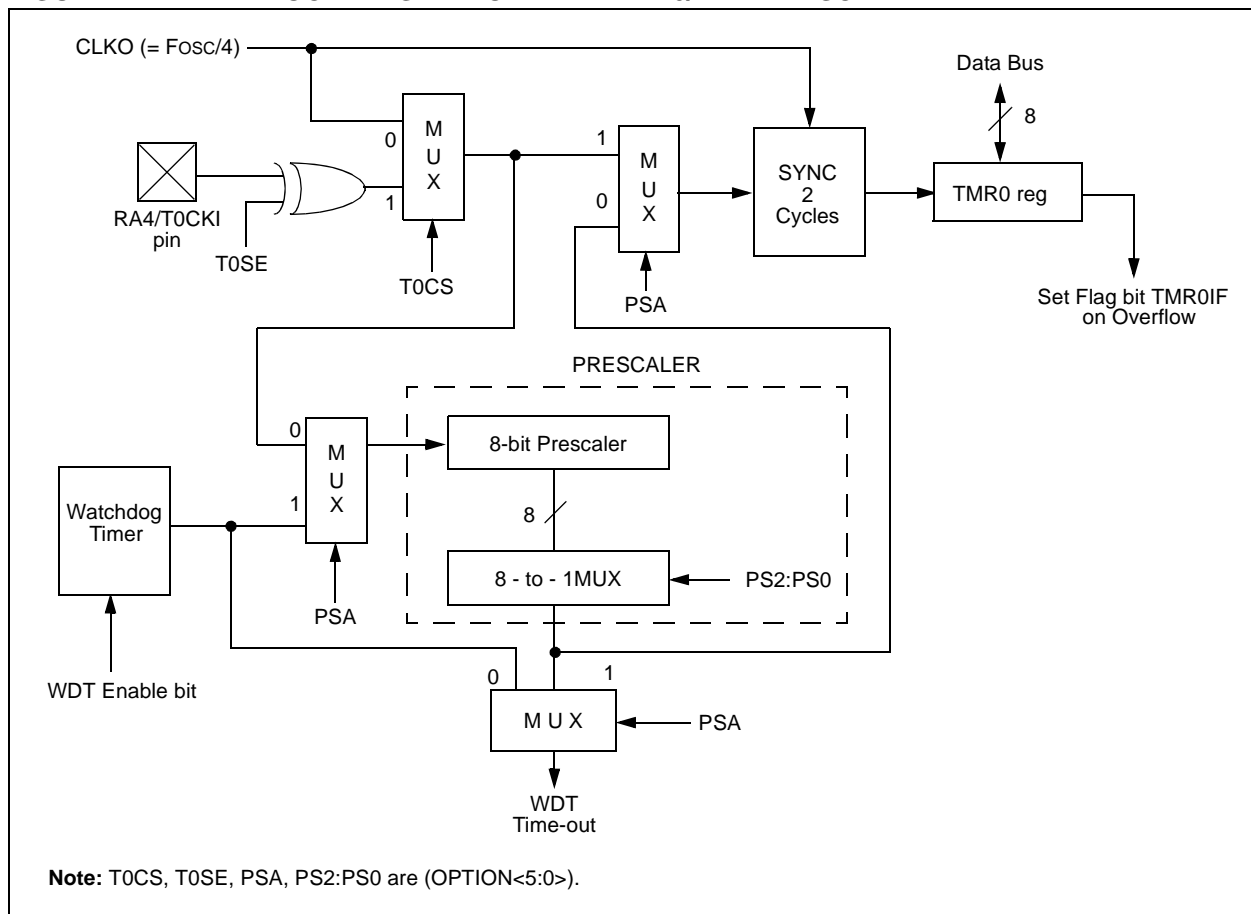 CLKO (= FOSC/4)
Data Bus
8
M
U
X
0
1
RA4/T0CKI
pin
T0SE
T0CS
1
0
M
U
X
PSA
SYNC
2
Cycles
TMR0 reg
Set Flag bit TMR0IF
on Overflow
PRESCALER
0
1
M
U
X
8-bit Prescaler
Watchdog
Timer
8
8 - to - 1MUX
PS2:PS0
PSA
WDT Enable bit
0
1
M U X
PSA
WDT
Time-out
Note: T0CS, T0SE, PSA, PS2:PS0 are (OPTION<5:0>).